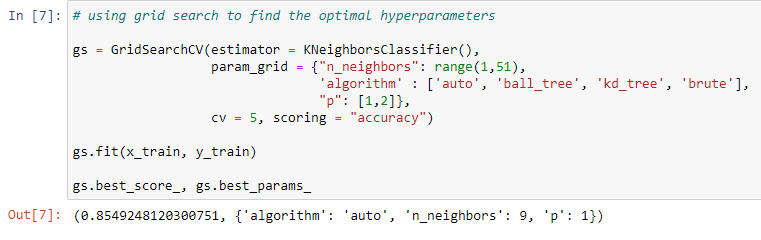 In [7]: # using grid search to find the optimal hyperparameters
gs = GridSearchCV(estimator = KNeighborsClassifier(),
param_grid = {"n_neighbors": range(1,51),
'algorithm' : ['auto', 'ball_tree', 'kd_tree', 'brute'],
"p": [1,2]},
cv = 5, scoring = "accuracy")
gs.fit(x_train, y_train)
gs.best_score_, gs.best_params_
Out[7]: (0.8549248120300751, {'algorithm': 'auto', 'n_neighbors': 9, 'p': 1})